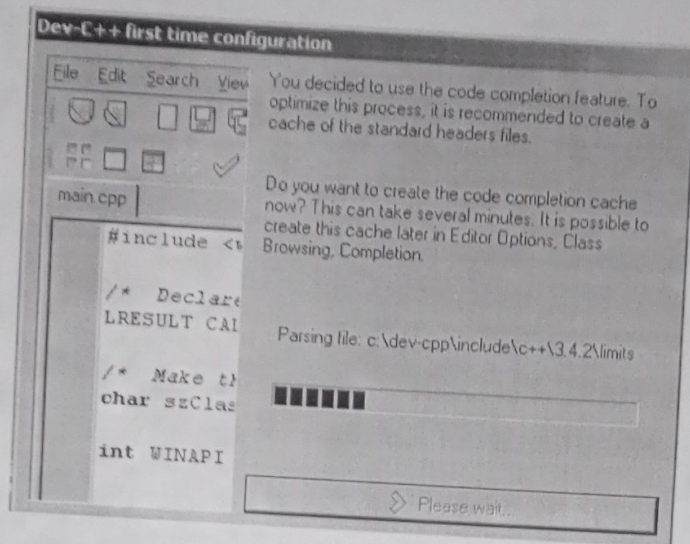 Dev-C++ first time configuration
File Edit Search View
main.cpp
#include <w
/* Declare
LRESULT CAL
/* Make th
char szClas
int WINAPI
You decided to use the code completion feature. To
optimize this process, it is recommended to create a
cache of the standard headers files.
Do you want to create the code completion cache
now? This can take several minutes. It is possible to
create this cache later in Editor Options, Class
Browsing, Completion.
Parsing file: c:\dev-cpp\include\c++\3.4.2\limits
Please wait...